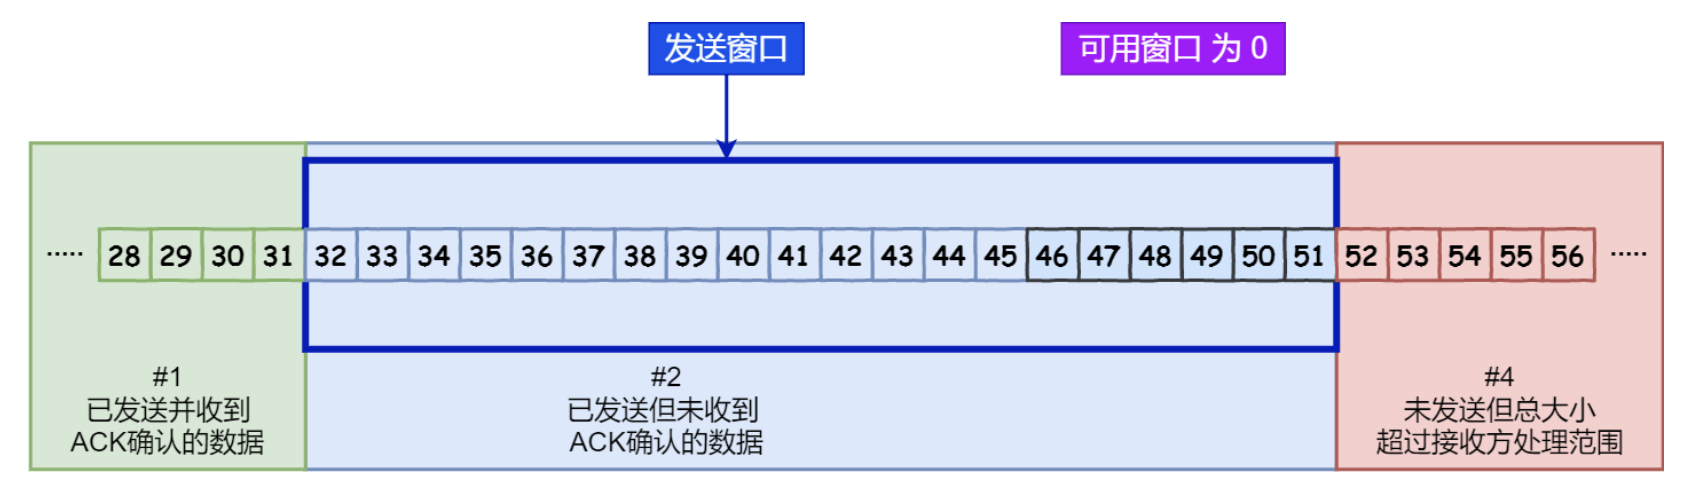 发送窗口
可用窗口 为 0
····· 28 29 30 31 32 33 34 35 36 37 38 39 40 41 42 43 44 45 46 47 48 49 50 51 52 53 54 55 56 ·····
#1
已发送并收到
ACK确认的数据
#2
已发送但未收到
ACK确认的数据
#4
未发送但总大小
超过接收方处理范围